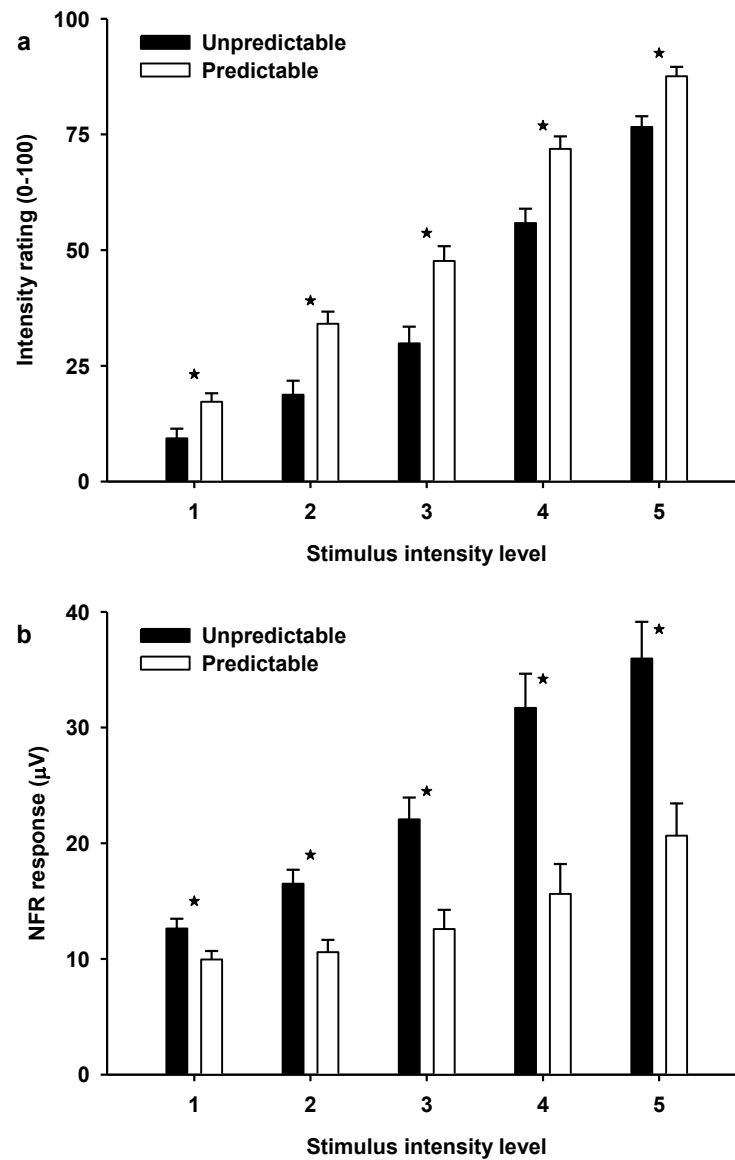 a
Unpredictable
Predictable
Intensity rating (0-100)
100
75
50
25
0
1 2 3 4 5
Stimulus intensity level
b
Unpredictable
Predictable
NFR response (μV)
40
30
20
10
0
1 2 3 4 5
Stimulus intensity level